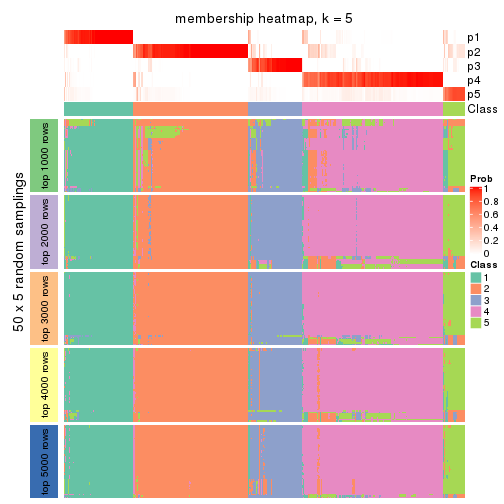 membership heatmap, k = 5
p1
p2
p3
p4
p5
Class
50 x 5 random samplings
top 1000 rows
top 2000 rows
top 3000 rows
top 4000 rows
top 5000 rows
Prob
1
0.8
0.6
0.4
0.2
0
Class
1
2
3
4
5